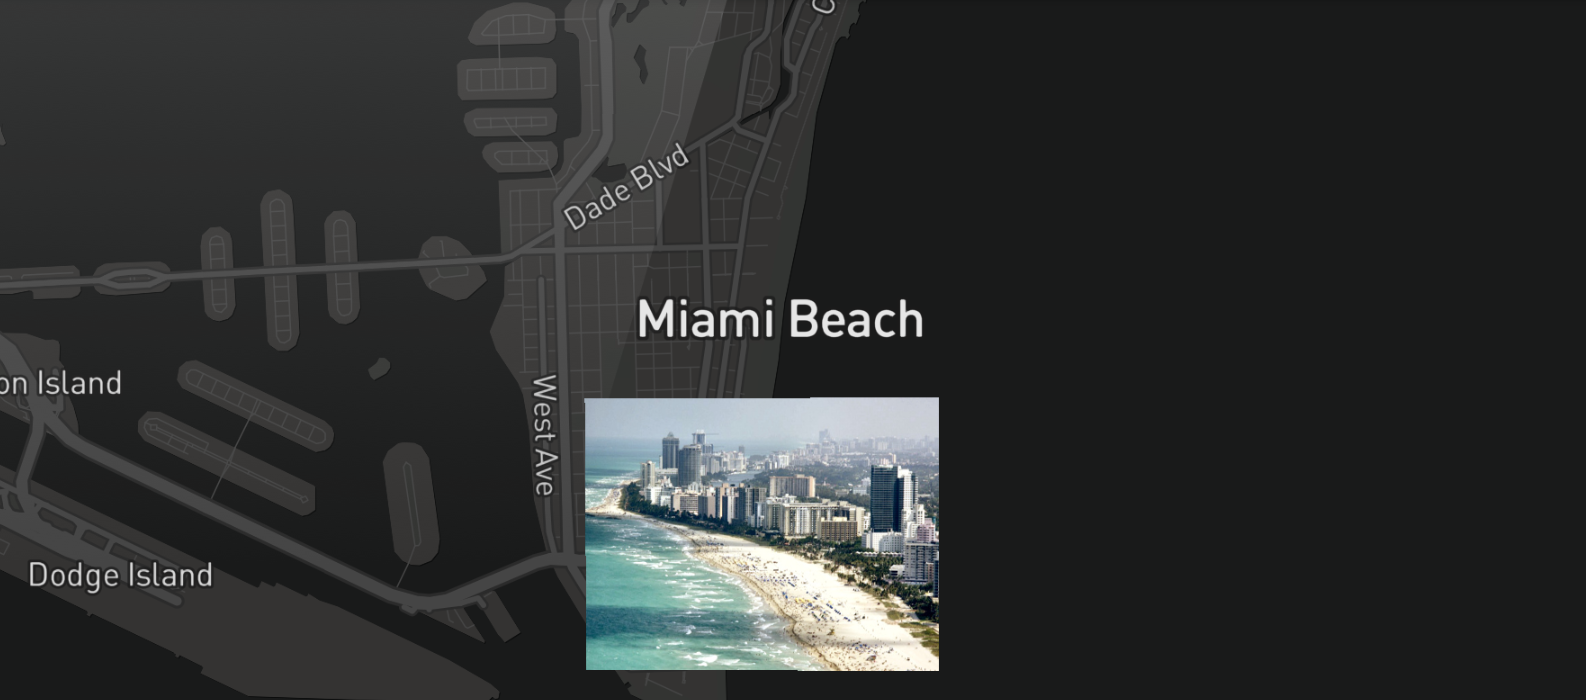 Dade Blvd
Miami Beach
on Island
West Ave
Dodge Island